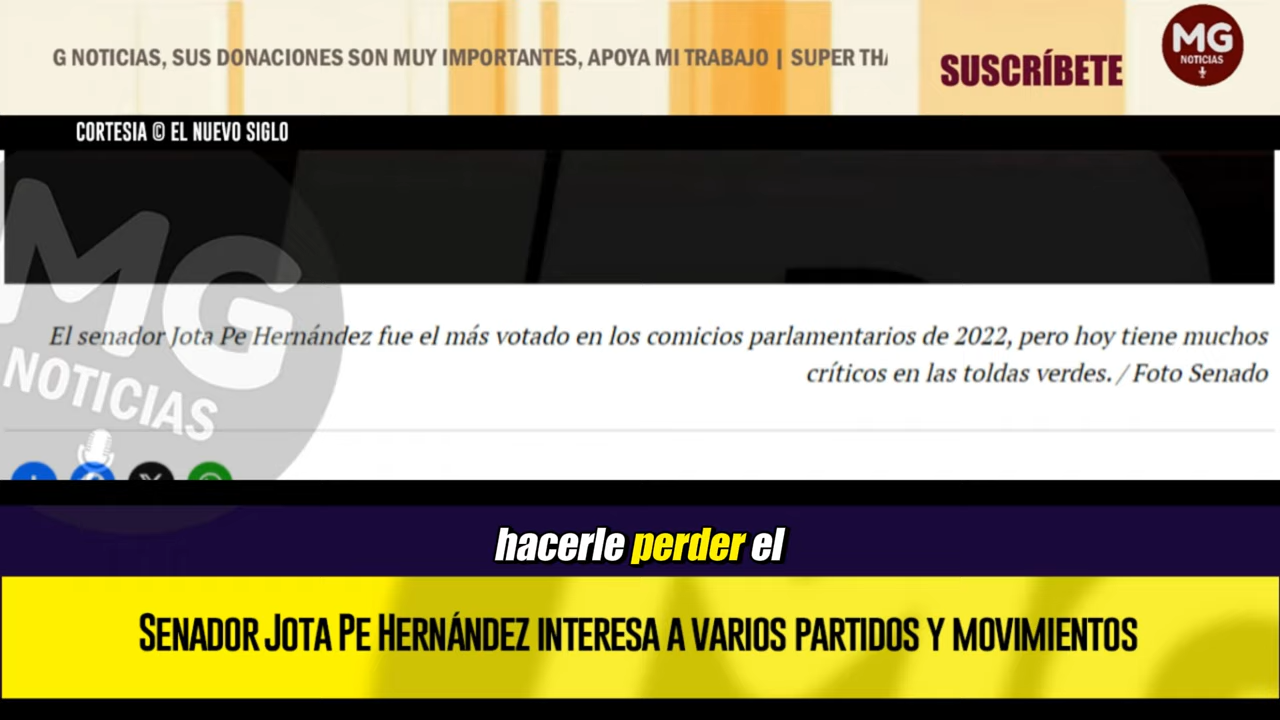 G NOTICIAS, SUS DONACIONES SON MUY IMPORTANTES, APOYA MI TRABAJO | SUPER THA
SUSCRÍBETE
MG
NOTICIAS
CORTESIA © EL NUEVO SIGLO
MG
NOTICIAS
El senador Jota Pe Hernández fue el más votado en los comicios parlamentarios de 2022, pero hoy tiene muchos
críticos en las toldas verdes. / Foto Senado
hacerle perder el
SENADOR JOTA PE HERNÁNDEZ INTERESA A VARIOS PARTIDOS Y MOVIMIENTOS